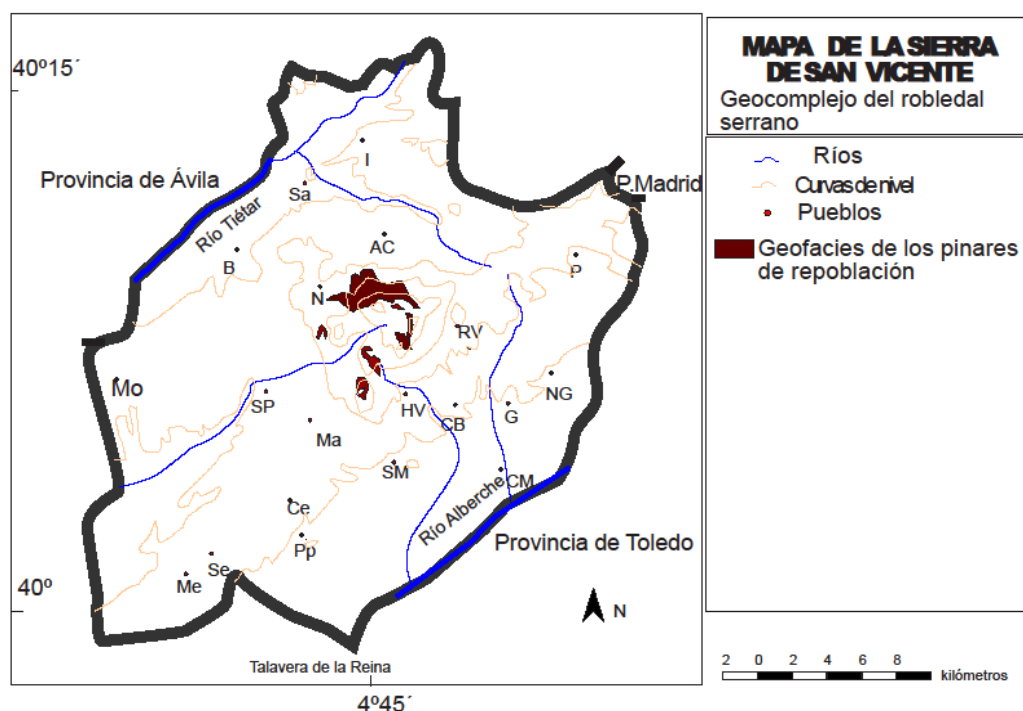 MAPA DE LA SIERRA
DE SAN VICENTE
Geocomplejo del robledal
serrano
Ríos
Curvas de nivel
Pueblos
Geofacies de los pinares
de repoblación
40º15´
Provincia de Ávila
P.Madrid
Río Tiétar
I
Sa
AC
B
P
N
RV
Mo
NG
SP
HV
CB
G
Ma
SM
CM
Ce
Río Alberche
Pp
Provincia de Toledo
Se
Me
40º
N
Talavera de la Reina
4º45´
2 0 2 4 6 8 kilómetros